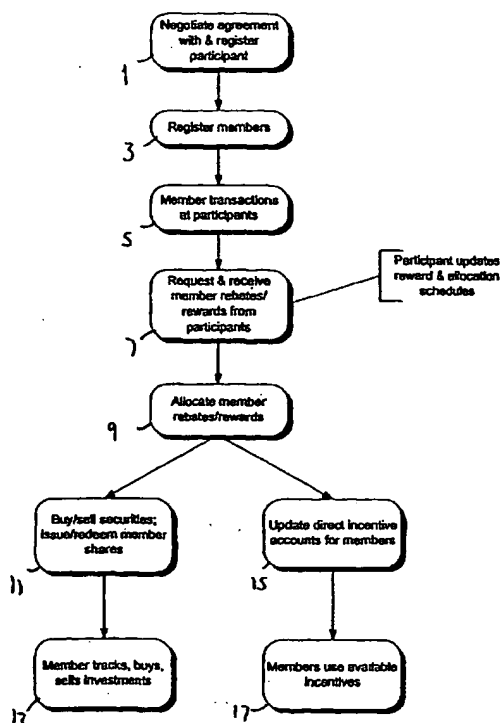 Negotiate agreement
with & register
participant
1
Register members
3
Member transactions
at participants
5
Request & receive
member rebates/
rewards from
participants
7
Participant updates
reward & allocation
schedules
Allocate member
rebates/rewards
9
Buy/sell securities;
issue/redeem member
shares
11
Update direct incentive
accounts for members
15
Member tracks, buys,
sells investments
13
Members use available
incentives
17